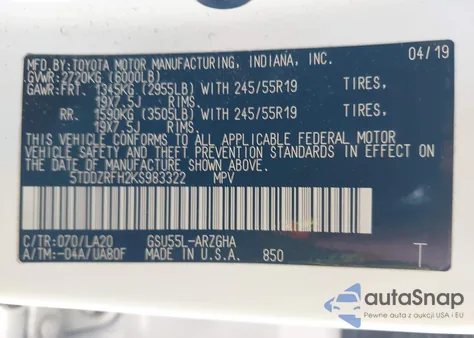 MFD.BY:TOYOTA MOTOR MANUFACTURING, INDIANA, INC. 04/19
GVWR:2720KG (6000LB)
GAWR:FRT. 1345KG (2955LB) WITH 245/55R19 TIRES,
19X7.5J RIMS.
RR. 1590KG (3505LB) WITH 245/55R19 TIRES,
19X7.5J RIMS.
THIS VEHICLE CONFORMS TO ALL APPLICABLE FEDERAL MOTOR
VEHICLE SAFETY AND THEFT PREVENTION STANDARDS IN EFFECT
ON THE DATE OF MANUFACTURE SHOWN ABOVE.
5TDDZRFH2KS983322 MPV
C/TR:070/LA20 GSU55L-ARZGHA
A/TM:-04A/UA80F MADE IN USA 850 T
autoSnap
Pewne auta z aukcji USA i EU